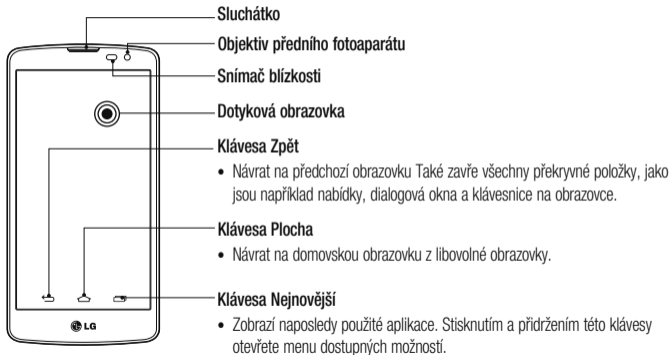 Sluchátko
Objektiv předního fotoaparátu
Snímač blízkosti
Dotyková obrazovka
Klávesa Zpět
• Návrat na předchozí obrazovku Také zavře všechny překryvné položky, jako
jsou například nabídky, dialogová okna a klávesnice na obrazovce.
Klávesa Plocha
• Návrat na domovskou obrazovku z libovolné obrazovky.
Klávesa Nejnovější
• Zobrazí naposledy použité aplikace. Stisknutím a přidržením této klávesy
otevřete menu dostupných možností.
LG